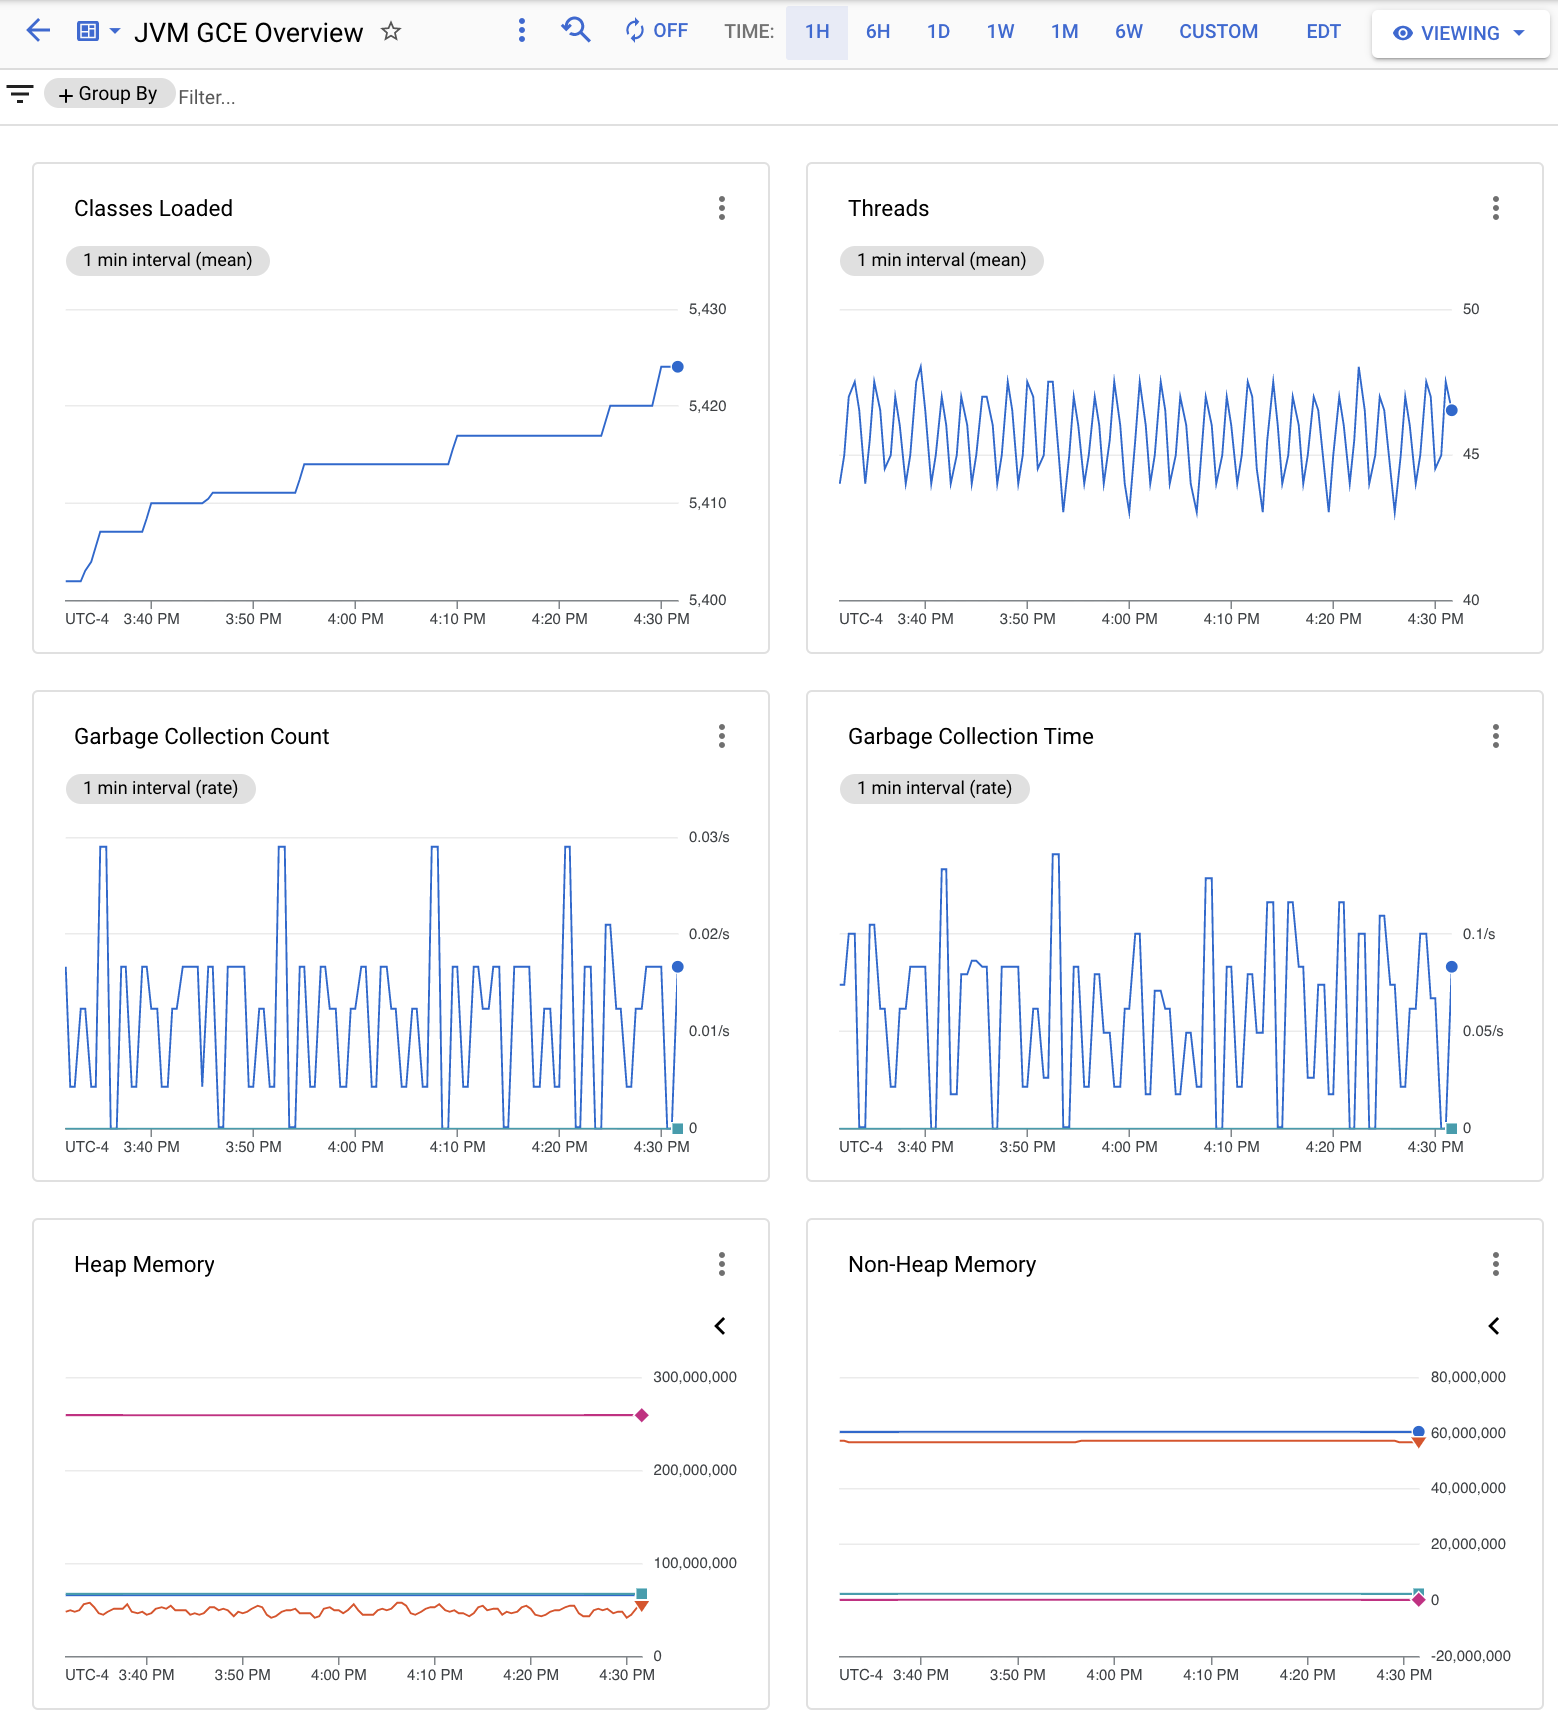 JVM GCE Overview
OFF
TIME: 1H 6H 1D 1W 1M 6W CUSTOM EDT VIEWING
+ Group By Filter...
Classes Loaded
1 min interval (mean)
5,430
5,420
5,410
5,400
UTC-4 3:40 PM 3:50 PM 4:00 PM 4:10 PM 4:20 PM 4:30 PM
Threads
1 min interval (mean)
50
45
40
UTC-4 3:40 PM 3:50 PM 4:00 PM 4:10 PM 4:20 PM 4:30 PM
Garbage Collection Count
1 min interval (rate)
0.03/s
0.02/s
0.01/s
0
UTC-4 3:40 PM 3:50 PM 4:00 PM 4:10 PM 4:20 PM 4:30 PM
Garbage Collection Time
1 min interval (rate)
0.1/s
0.05/s
0
UTC-4 3:40 PM 3:50 PM 4:00 PM 4:10 PM 4:20 PM 4:30 PM
Heap Memory
300,000,000
200,000,000
100,000,000
0
UTC-4 3:40 PM 3:50 PM 4:00 PM 4:10 PM 4:20 PM 4:30 PM
Non-Heap Memory
80,000,000
60,000,000
40,000,000
20,000,000
0
-20,000,000
UTC-4 3:40 PM 3:50 PM 4:00 PM 4:10 PM 4:20 PM 4:30 PM